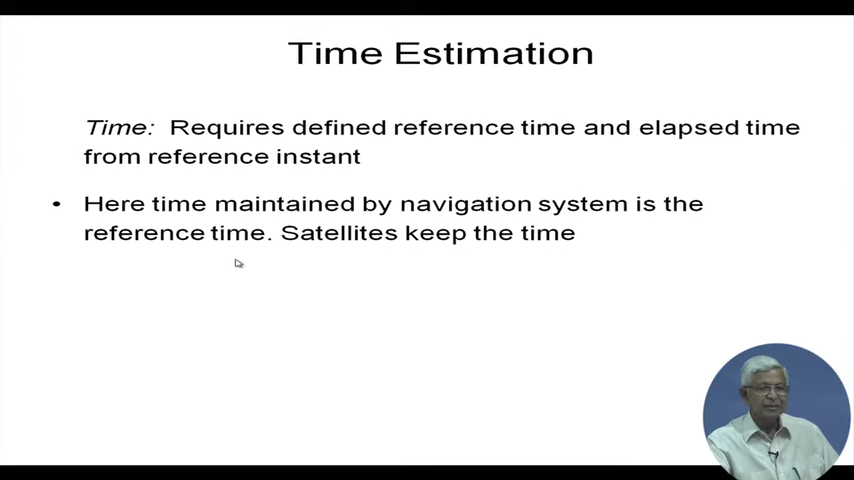 Time Estimation
Time: Requires defined reference time and elapsed time
from reference instant
• Here time maintained by navigation system is the
reference time. Satellites keep the time